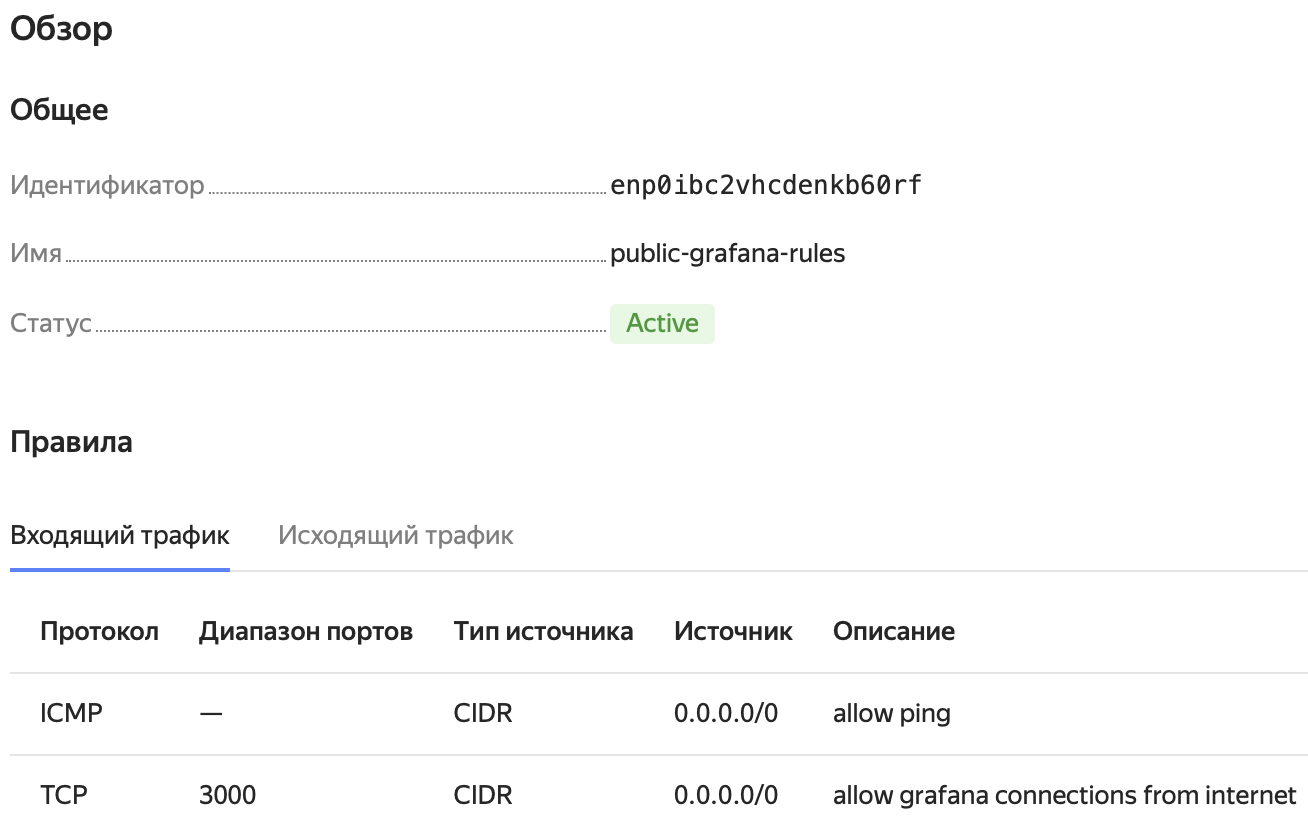 Обзор
Общее
Идентификатор enp0ibc2vhcdenkb60rf
Имя public-grafana-rules
Статус Active
Правила
Входящий трафик Исходящий трафик
Протокол Диапазон портов Тип источника Источник Описание
ICMP — CIDR 0.0.0.0/0 allow ping
TCP 3000 CIDR 0.0.0.0/0 allow grafana connections from internet